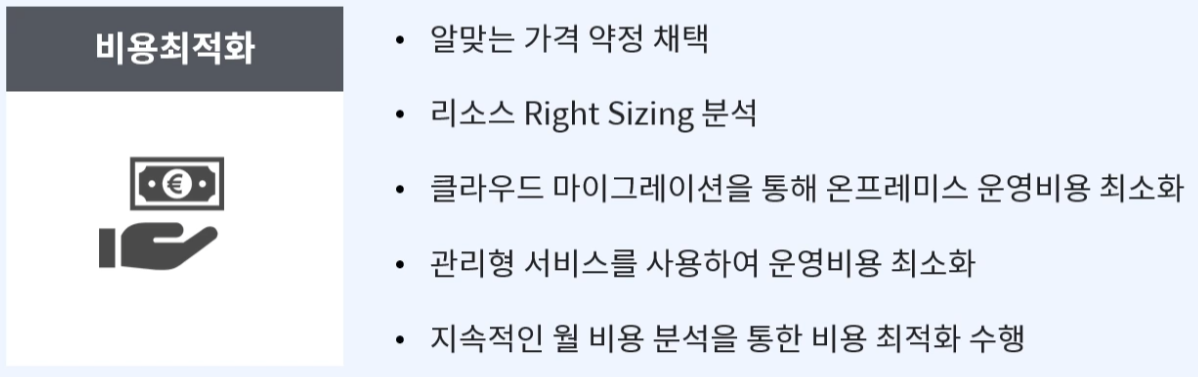 비용최적화
• 알맞는 가격 약정 채택
• 리소스 Right Sizing 분석
• 클라우드 마이그레이션을 통해 온프레미스 운영비용 최소화
• 관리형 서비스를 사용하여 운영비용 최소화
• 지속적인 월 비용 분석을 통한 비용 최적화 수행
€